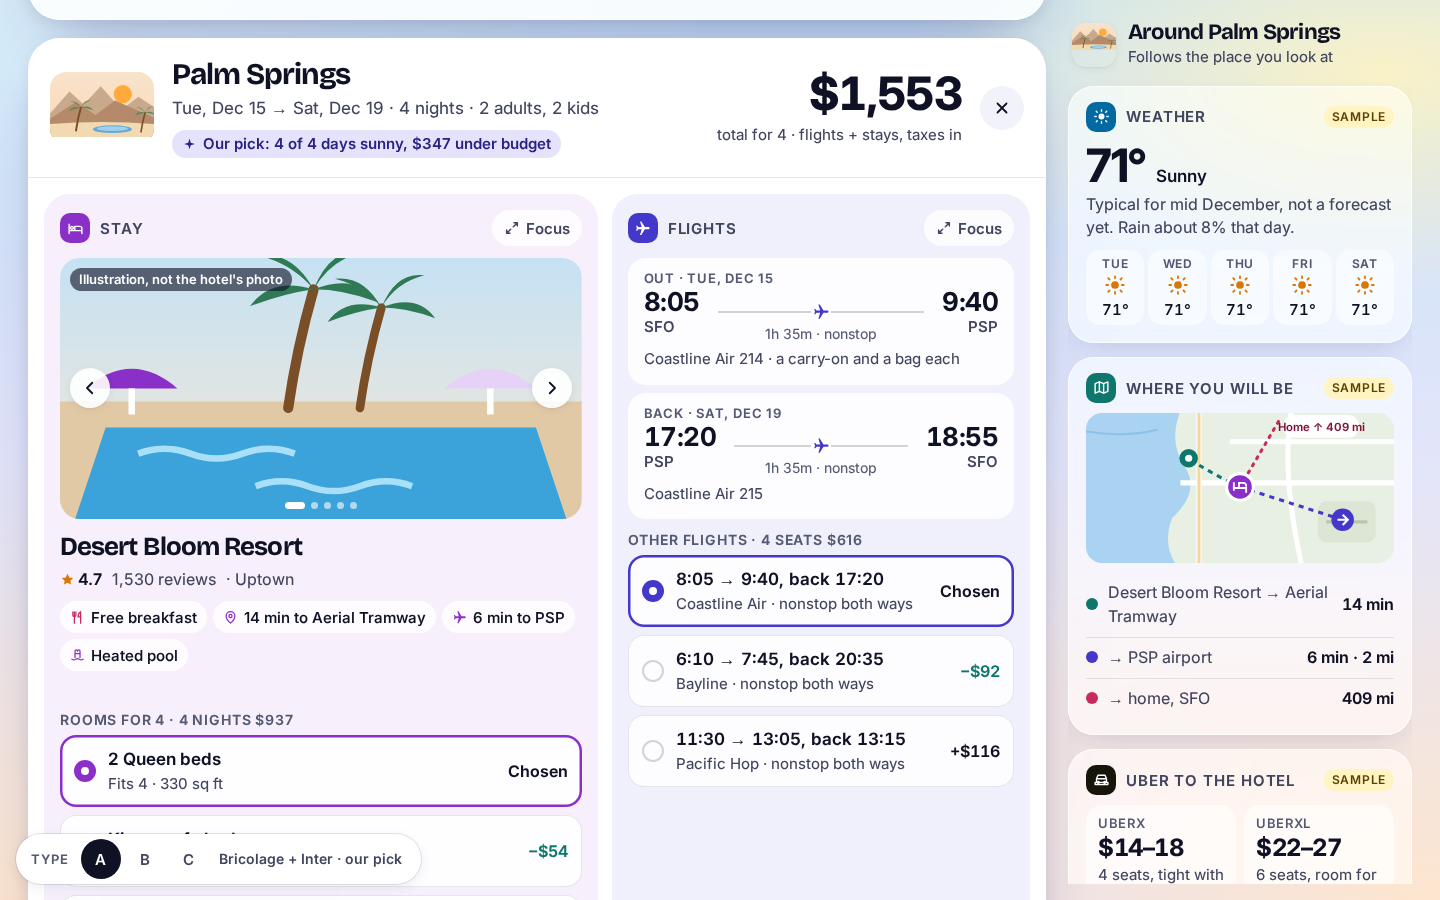 Palm Springs
Tue, Dec 15 → Sat, Dec 19 · 4 nights · 2 adults, 2 kids
Our pick: 4 of 4 days sunny, $347 under budget
$1,553
total for 4 · flights + stays, taxes in
STAY
Focus
Illustration, not the hotel's photo
Desert Bloom Resort
4.7 1,530 reviews · Uptown
Free breakfast
14 min to Aerial Tramway
6 min to PSP
Heated pool
ROOMS FOR 4 · 4 NIGHTS $937
2 Queen beds
Fits 4 · 330 sq ft
Chosen
−$54
FLIGHTS
Focus
OUT · TUE, DEC 15
8:05 9:40
SFO PSP
1h 35m · nonstop
Coastline Air 214 · a carry-on and a bag each
BACK · SAT, DEC 19
17:20 18:55
PSP SFO
1h 35m · nonstop
Coastline Air 215
OTHER FLIGHTS · 4 SEATS $616
8:05 → 9:40, back 17:20
Coastline Air · nonstop both ways
Chosen
6:10 → 7:45, back 20:35
Bayline · nonstop both ways
−$92
11:30 → 13:05, back 13:15
Pacific Hop · nonstop both ways
+$116
TYPE A B C Bricolage + Inter · our pick
Around Palm Springs
Follows the place you look at
WEATHER SAMPLE
71° Sunny
Typical for mid December, not a forecast
yet. Rain about 8% that day.
TUE WED THU FRI SAT
71° 71° 71° 71° 71°
WHERE YOU WILL BE SAMPLE
Home ↑ 409 mi
Desert Bloom Resort → Aerial
Tramway
14 min
→ PSP airport 6 min · 2 mi
→ home, SFO 409 mi
UBER TO THE HOTEL SAMPLE
UBERX
$14–18
4 seats, tight with
UBERXL
$22–27
6 seats, room for